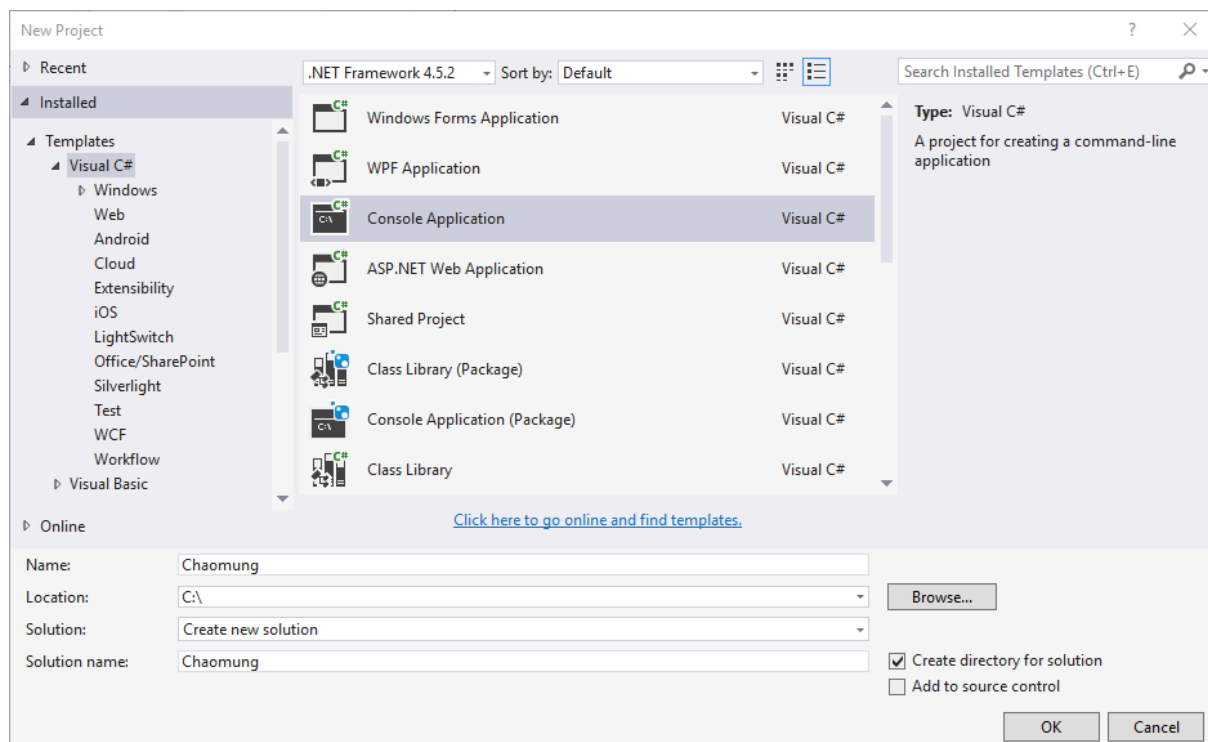 New Project
?
Recent
Installed
Templates
Visual C#
Windows
Web
Android
Cloud
Extensibility
iOS
LightSwitch
Office/SharePoint
Silverlight
Test
WCF
Workflow
Visual Basic
Online
.NET Framework 4.5.2 Sort by: Default
Windows Forms Application Visual C#
WPF Application Visual C#
Console Application Visual C#
ASP.NET Web Application Visual C#
Shared Project Visual C#
Class Library (Package) Visual C#
Console Application (Package) Visual C#
Class Library Visual C#
Click here to go online and find templates.
Search Installed Templates (Ctrl+E)
Type: Visual C#
A project for creating a command-line
application
Name: Chaomung
Location: C:\
Browse...
Solution: Create new solution
Solution name: Chaomung
Create directory for solution
Add to source control
OK Cancel